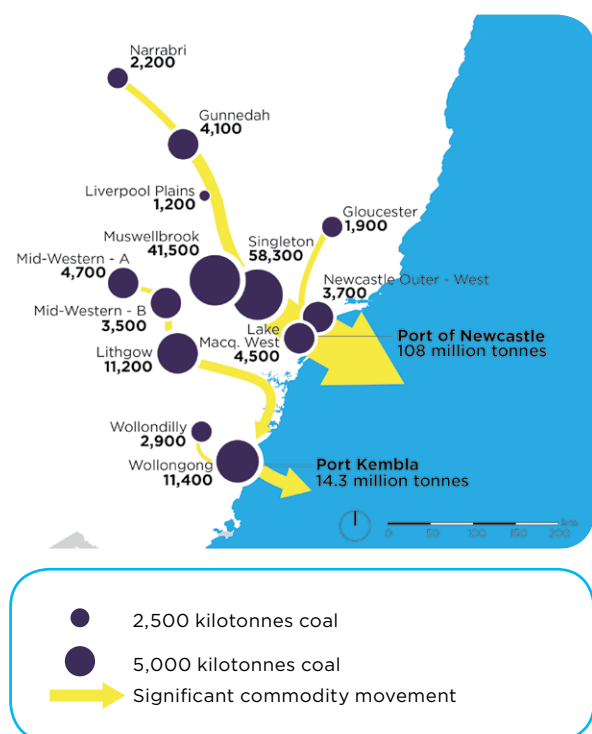 Narrabri
2,200
Gunnedah
4,100
Liverpool Plains
1,200
Gloucester
1,900
Muswellbrook
41,500
Singleton
58,300
Mid-Western - A
4,700
Newcastle Outer - West
3,700
Mid-Western - B
3,500
Lake
Macq. West
4,500
Port of Newcastle
108 million tonnes
Lithgow
11,200
Wollondilly
2,900
Wollongong
11,400
Port Kembla
14.3 million tonnes
km
0 50 100 150 200
2,500 kilotonnes coal
5,000 kilotonnes coal
Significant commodity movement